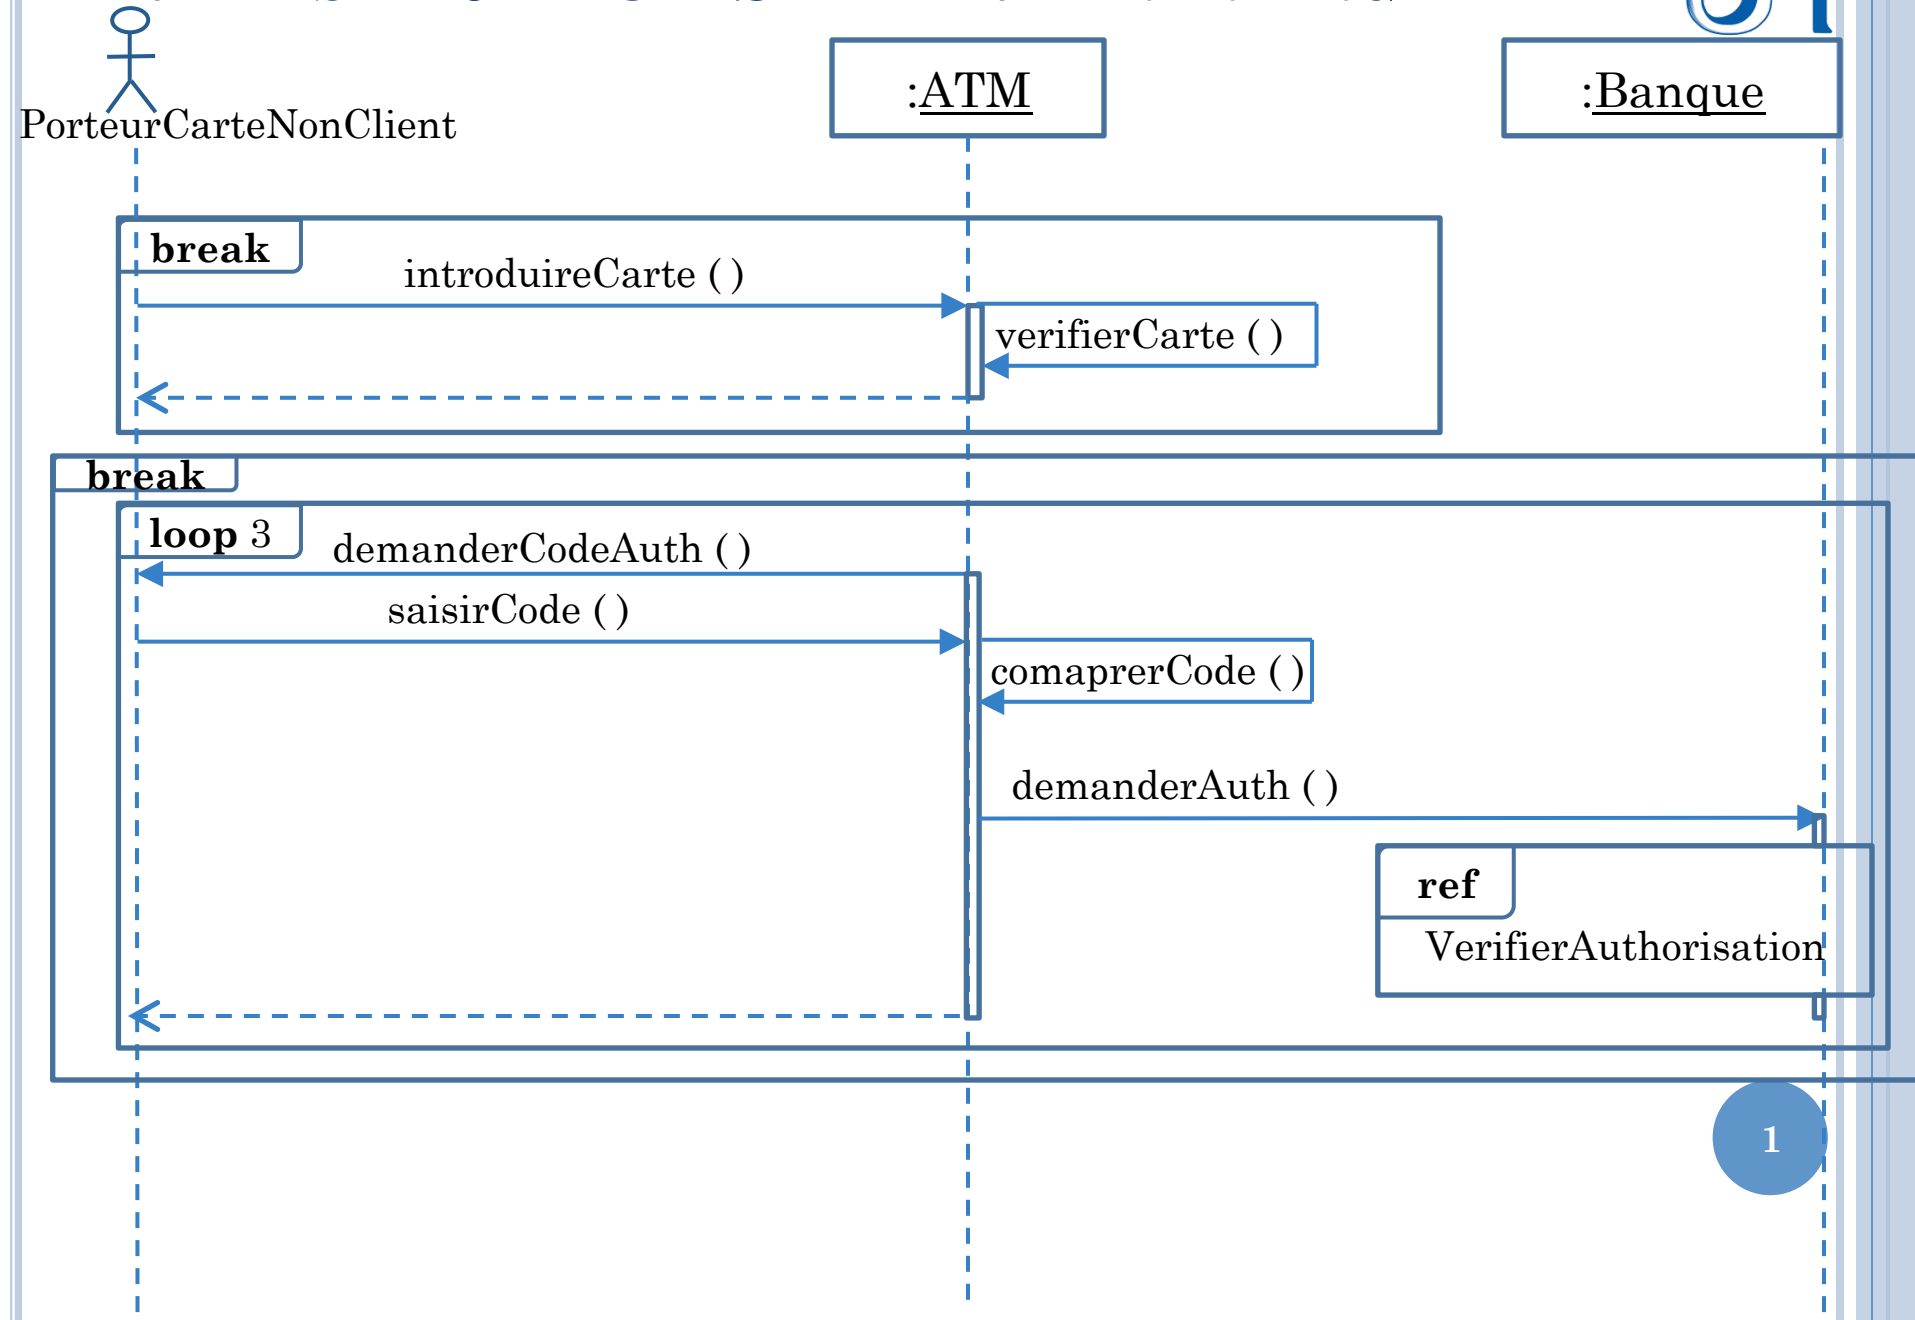 PorteurCarteNonClient
:ATM
:Banque
break
introduireCarte ( )
verifierCarte ( )
break
loop 3
demanderCodeAuth ( )
saisirCode ( )
comaprerCode ( )
demanderAuth ( )
ref
VerifierAuthorisation
1